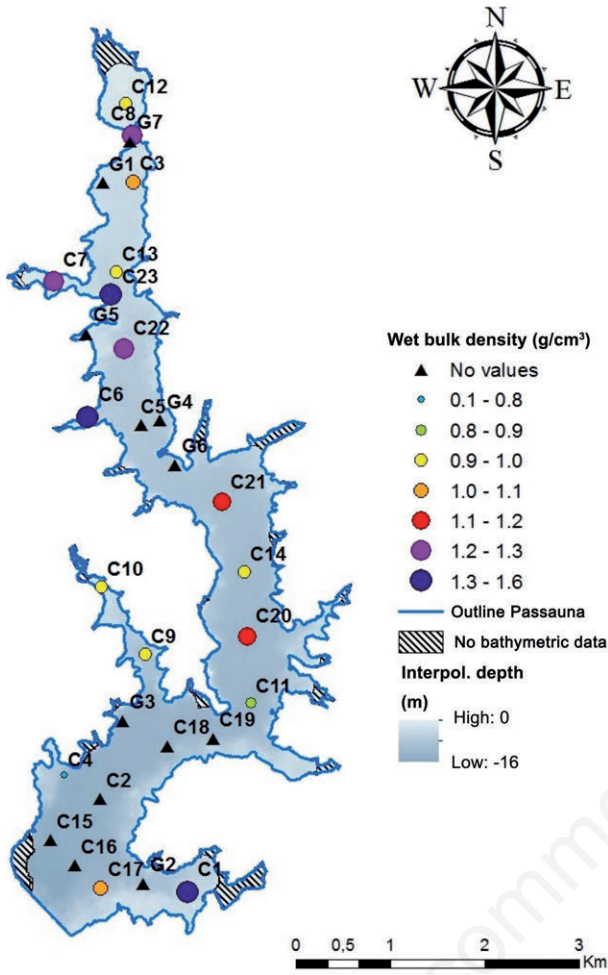 N
W E
S
C12
C8
G7
G1 C3
C7
C13
C23
G5
C22
C6
C5 G4
G6
C21
C14
C10
C20
C9
C11
G3
C18 C19
C4
C2
C15
C16
C17 G2 C1
Wet bulk density (g/cm³)
No values
0.1 - 0.8
0.8 - 0.9
0.9 - 1.0
1.0 - 1.1
1.1 - 1.2
1.2 - 1.3
1.3 - 1.6
Outline Passauna
No bathymetric data
Interpol. depth
(m)
High: 0
Low: -16
0 0,5 1 2 3
Km